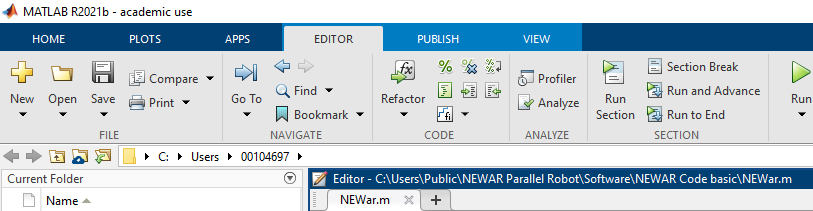 MATLAB R2021b - academic use
HOME PLOTS APPS EDITOR PUBLISH VIEW
New Open Save Compare Print
Go To Find Bookmark
Refactor
Profiler Analyze
Run Section Section Break Run and Advance Run to End
Run
FILE NAVIGATE CODE ANALYZE SECTION
C: Users 00104697
Current Folder
Editor - C:\Users\Public\NEWAR Parallel Robot\Software\NEWAR Code basic\NEWar.m
Name
NEWar.m